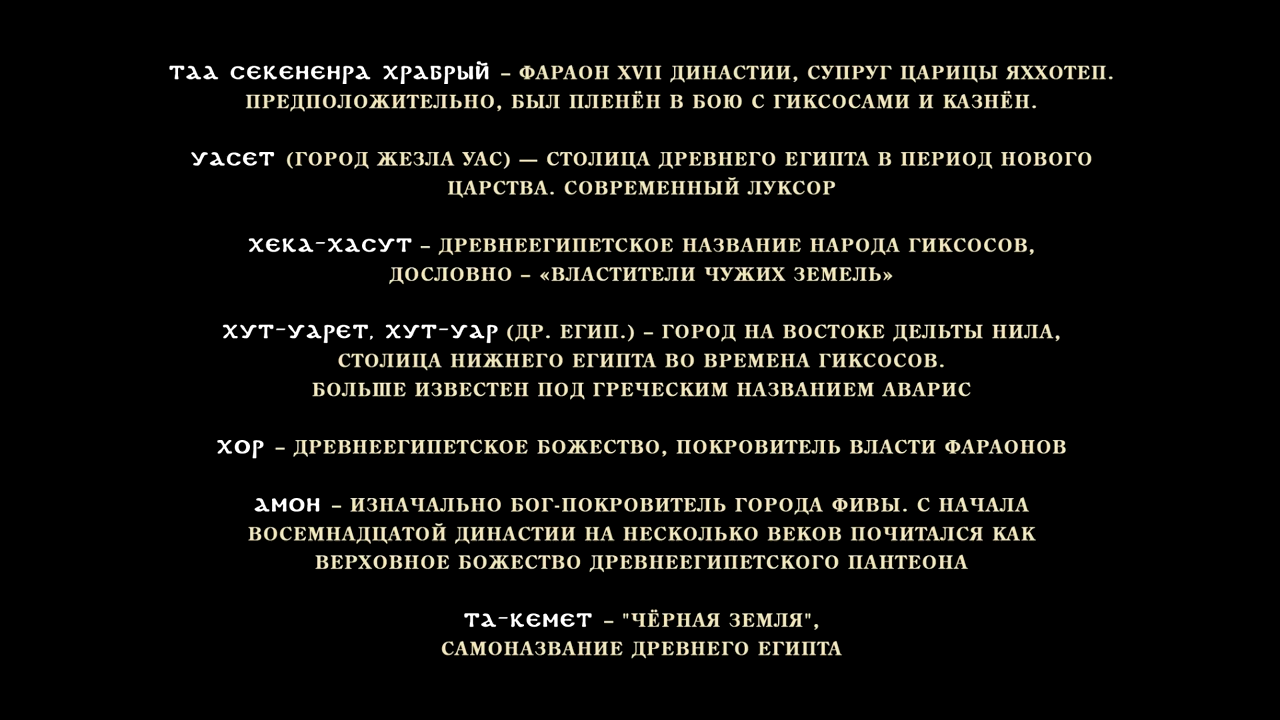 ТАА СЕКЕНЕНРА ХРАБРЫЙ – ФАРАОН XVII ДИНАСТИИ, СУПРУГ ЦАРИЦЫ ЯХХОТЕП.
ПРЕДПОЛОЖИТЕЛЬНО, БЫЛ ПЛЕНЁН В БОЮ С ГИКСОСАМИ И КАЗНЁН.
УАСЕТ (ГОРОД ЖЕЗЛА УАС) — СТОЛИЦА ДРЕВНЕГО ЕГИПТА В ПЕРИОД НОВОГО
ЦАРСТВА. СОВРЕМЕННЫЙ ЛУКСОР
ХЕКА-ХАСУТ – ДРЕВНЕЕГИПЕТСКОЕ НАЗВАНИЕ НАРОДА ГИКСОСОВ,
ДОСЛОВНО – «ВЛАСТИТЕЛИ ЧУЖИХ ЗЕМЕЛЬ»
ХУТ-УАРЕТ, ХУТ-УАР (ДР. ЕГИП.) – ГОРОД НА ВОСТОКЕ ДЕЛЬТЫ НИЛА,
СТОЛИЦА НИЖНЕГО ЕГИПТА ВО ВРЕМЕНА ГИКСОСОВ.
БОЛЬШЕ ИЗВЕСТЕН ПОД ГРЕЧЕСКИМ НАЗВАНИЕМ АВАРИС
ХОР – ДРЕВНЕЕГИПЕТСКОЕ БОЖЕСТВО, ПОКРОВИТЕЛЬ ВЛАСТИ ФАРАОНОВ
АМОН – ИЗНАЧАЛЬНО БОГ-ПОКРОВИТЕЛЬ ГОРОДА ФИВЫ. С НАЧАЛА
ВОСЕМНАДЦАТОЙ ДИНАСТИИ НА НЕСКОЛЬКО ВЕКОВ ПОЧИТАЛСЯ КАК
ВЕРХОВНОЕ БОЖЕСТВО ДРЕВНЕЕГИПЕТСКОГО ПАНТЕОНА
ТА-КЕМЕТ – "ЧЁРНАЯ ЗЕМЛЯ",
САМОНАЗВАНИЕ ДРЕВНЕГО ЕГИПТА